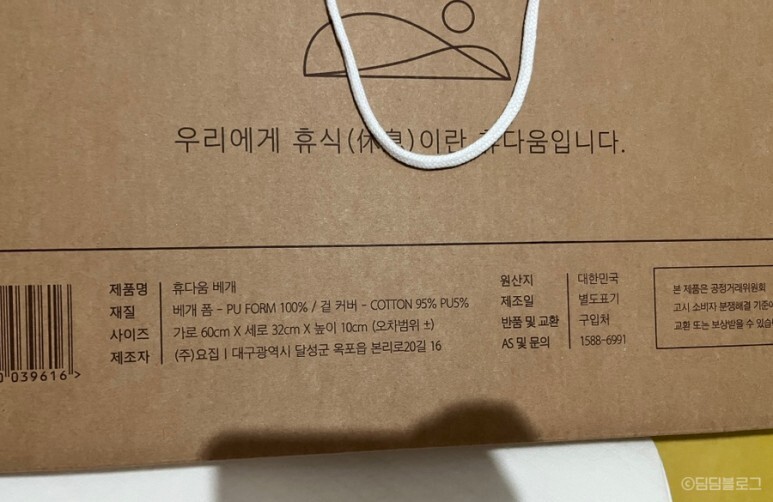 우리에게 휴식(休息)이란 휴다움입니다.
제품명 휴다움 베개
재질 베개 폼 - PU FORM 100% / 겉 커버 - COTTON 95% PU5%
사이즈 가로 60cm X 세로 32cm X 높이 10cm (오차범위 ±)
제조자 (주)요집 | 대구광역시 달성군 옥포읍 본리로20길 16
원산지 대한민국
제조일 별도표기
반품 및 교환 구입처
AS 및 문의 1588-6991
본 제품은 공정거래위원회
고시 소비자 분쟁해결 기준
교환 또는 보상받을 수
039616 >
©딤딤블로그